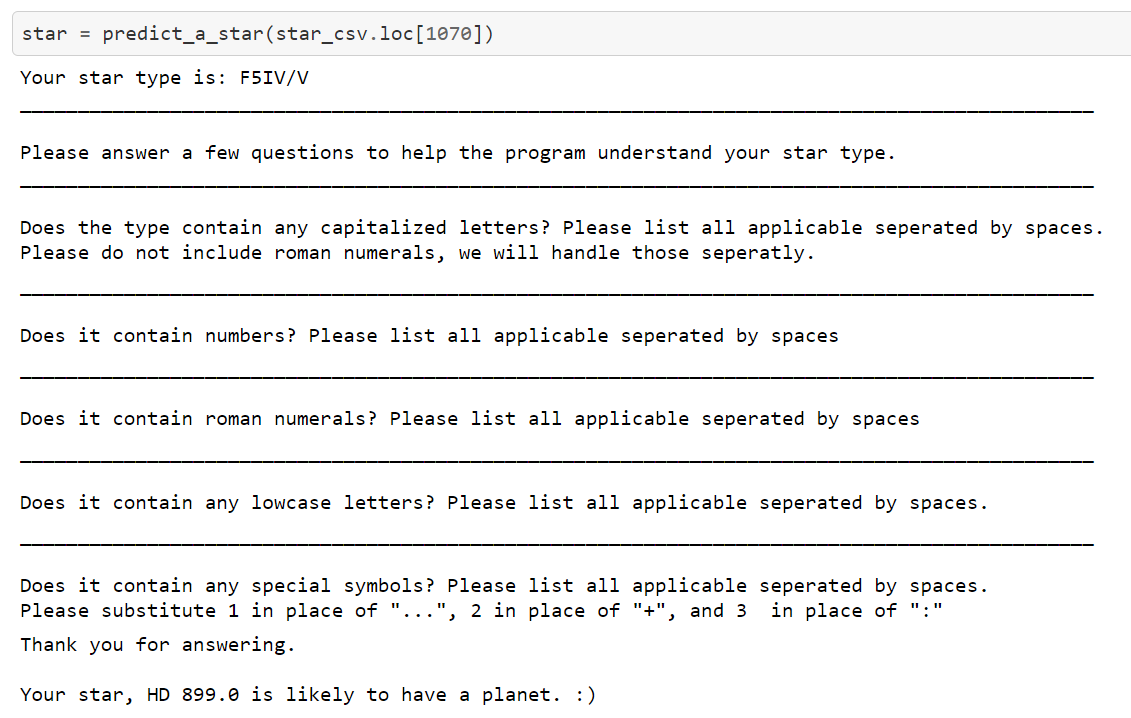 star = predict_a_star(star_csv.loc[1070])
Your star type is: F5IV/V
Please answer a few questions to help the program understand your star type.
Does the type contain any capitalized letters? Please list all applicable seperated by spaces.
Please do not include roman numerals, we will handle those seperatly.
Does it contain numbers? Please list all applicable seperated by spaces
Does it contain roman numerals? Please list all applicable seperated by spaces
Does it contain any lowcase letters? Please list all applicable seperated by spaces.
Does it contain any special symbols? Please list all applicable seperated by spaces.
Please substitute 1 in place of "...", 2 in place of "+", and 3  in place of ":"
Thank you for answering.
Your star, HD 899.0 is likely to have a planet. :)